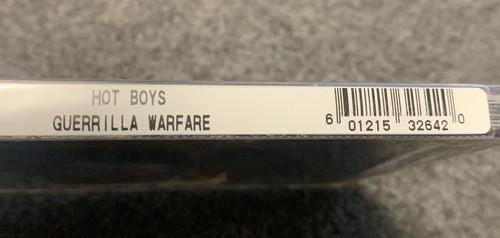 HOT BOYS
GUERRILLA WARFARE
6 01215 32642 0